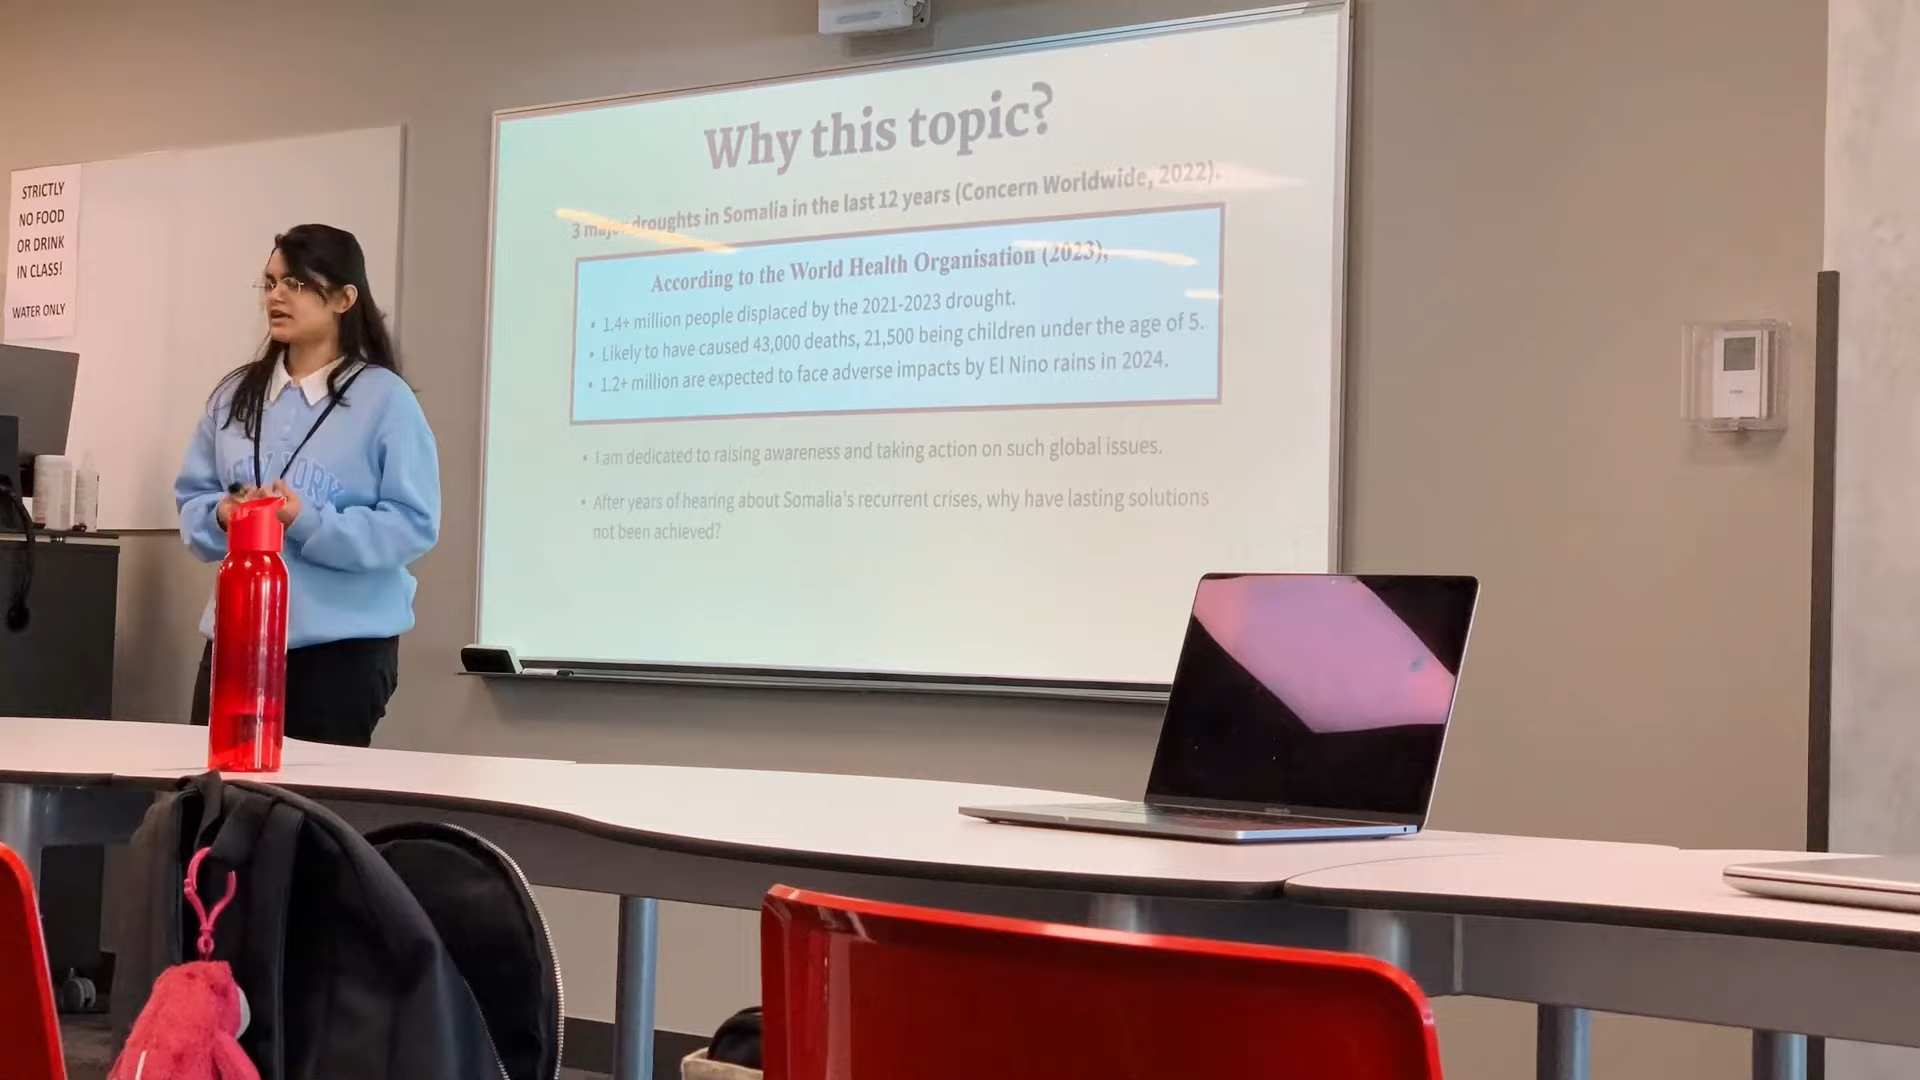 STRICTLY
NO FOOD
OR DRINK
IN CLASS!
WATER ONLY
NEW YORK
Why this topic?
3 major droughts in Somalia in the last 12 years (Concern Worldwide, 2022).
According to the World Health Organisation (2023),
• 1.4+ million people displaced by the 2021-2023 drought.
• Likely to have caused 43,000 deaths, 21,500 being children under the age of 5.
• 1.2+ million are expected to face adverse impacts by El Nino rains in 2024.
• I am dedicated to raising awareness and taking action on such global issues.
• After years of hearing about Somalia's recurrent crises, why have lasting solutions
not been achieved?